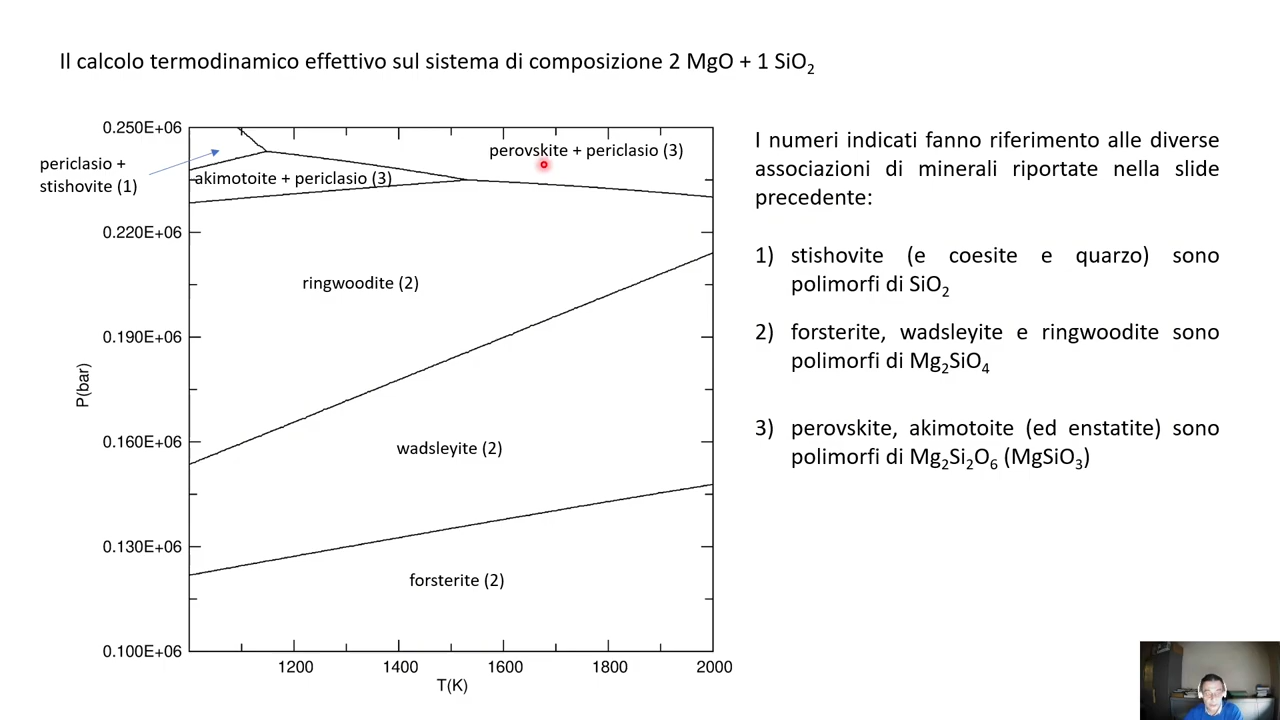 Il calcolo termodinamico effettivo sul sistema di composizione 2 MgO + 1 SiO₂
0.250E+06
periclasio +
stishovite (1)
perovskite + periclasio (3)
akimotoite + periclasio (3)
0.220E+06
ringwoodite (2)
0.190E+06
P(bar)
0.160E+06
wadsleyite (2)
0.130E+06
forsterite (2)
0.100E+06
1200
1400
1600
1800
2000
T(K)
I numeri indicati fanno riferimento alle diverse
associazioni di minerali riportate nella slide
precedente:
1) stishovite (e coesite e quarzo) sono
polimorfi di SiO₂
2) forsterite, wadsleyite e ringwoodite sono
polimorfi di Mg₂SiO₄
3) perovskite, akimotoite (ed enstatite) sono
polimorfi di Mg₂Si₂O₆ (MgSiO₃)